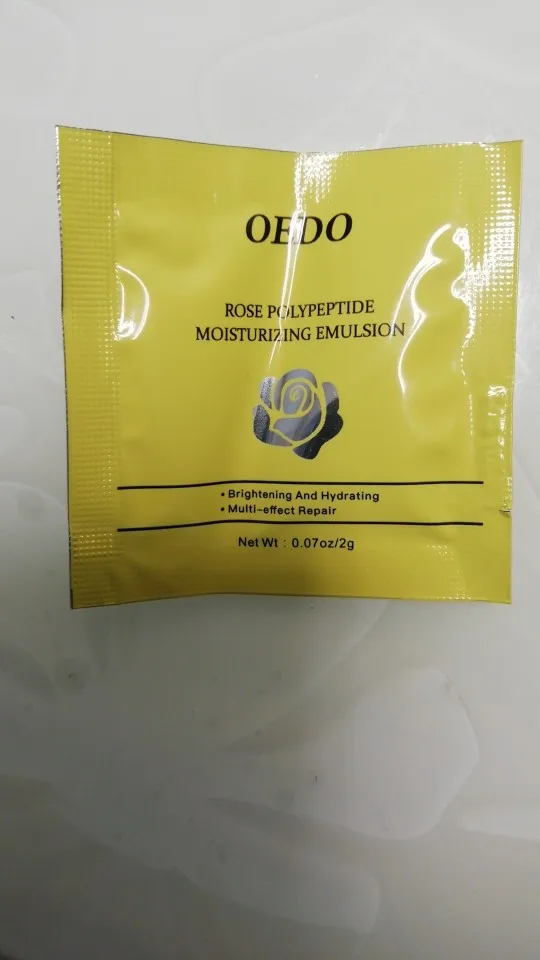 OEDO
ROSE POLYPEPTIDE
MOISTURIZING EMULSION
• Brightening And Hydrating
• Multi-effect Repair
Net Wt : 0.07oz/2g